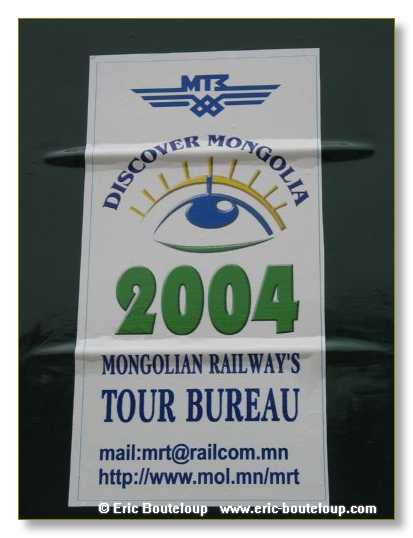 МТЗ
DISCOVER MONGOLIA
2004
MONGOLIAN RAILWAY'S
TOUR BUREAU
mail:mrt@railcom.mn
http://www.mol.mn/mrt
© Eric Bouteloup www.eric-bouteloup.com